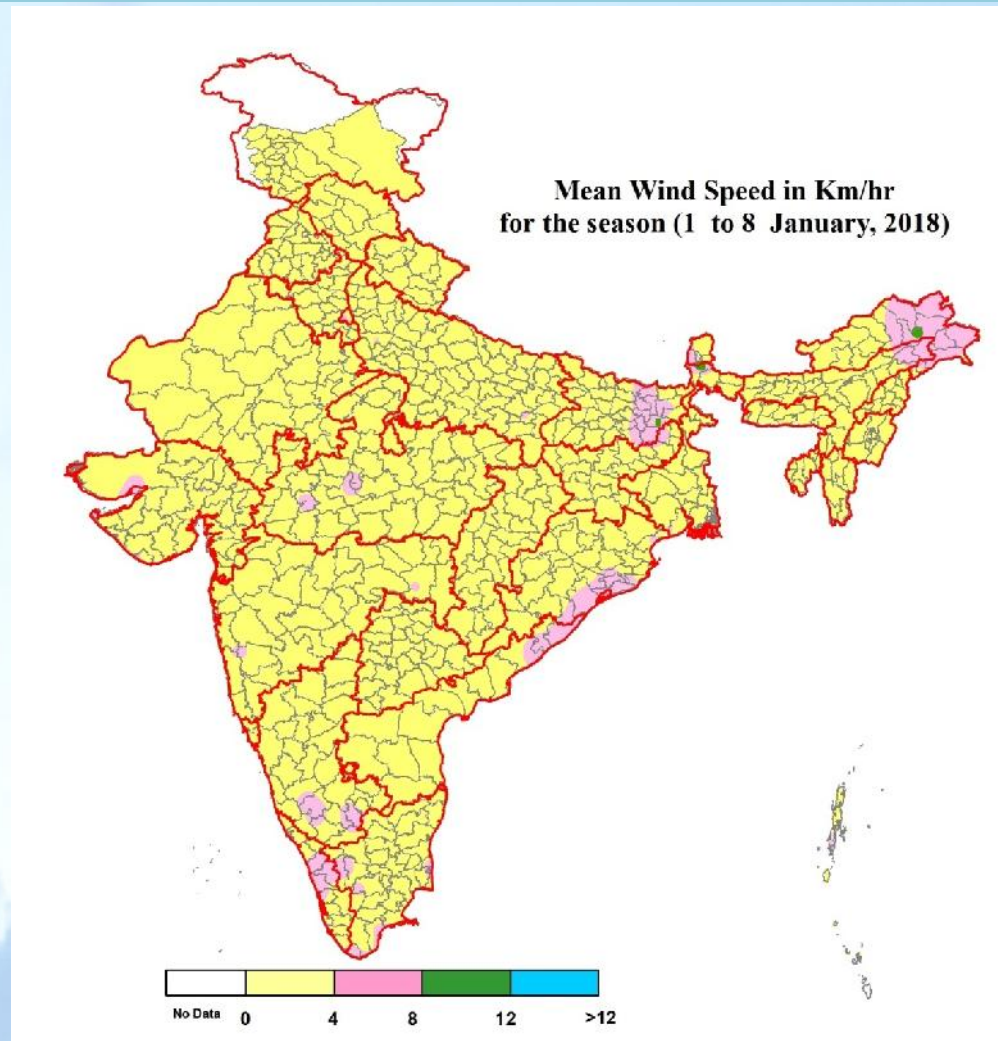 Mean Wind Speed in Km/hr
for the season (1 to 8 January, 2018)
No Data 0 4 8 12 >12